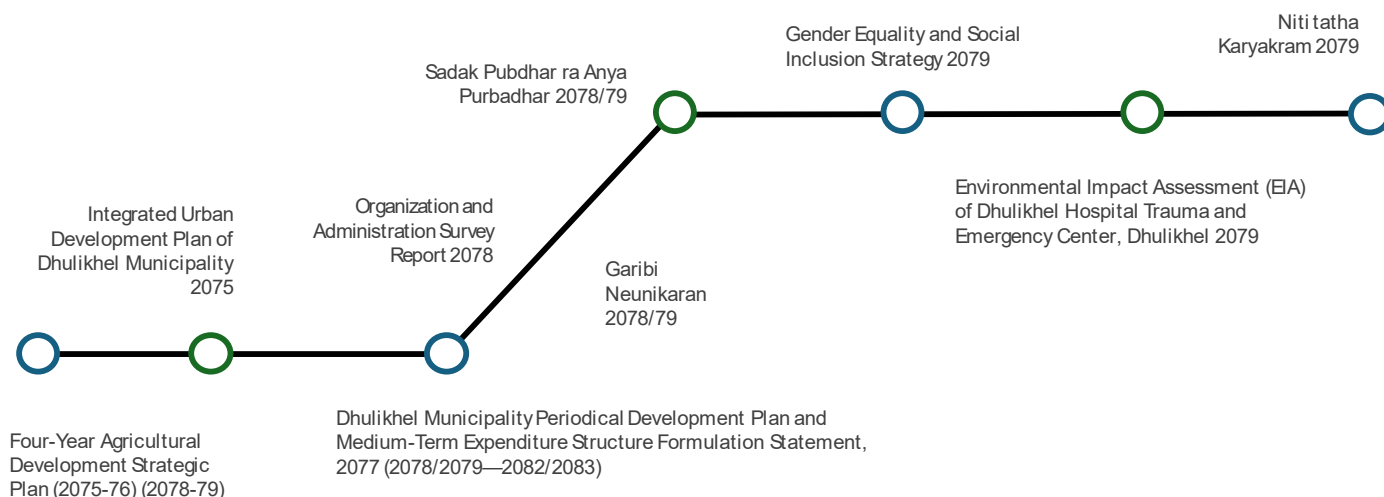 Niti tatha
Karyakram 2079
Gender Equality and Social
Inclusion Strategy 2079
Sadak Pubdhar ra Anya
Purbadhar 2078/79
Environmental Impact Assessment (EIA)
of Dhulikhel Hospital Trauma and
Emergency Center, Dhulikhel 2079
Organization and
Administration Survey
Report 2078
Integrated Urban
Development Plan of
Dhulikhel Municipality
2075
Garibi
Neunikaran
2078/79
Dhulikhel Municipality Periodical Development Plan and
Medium-Term Expenditure Structure Formulation Statement,
2077 (2078/2079—2082/2083)
Four-Year Agricultural
Development Strategic
Plan (2075-76) (2078-79)